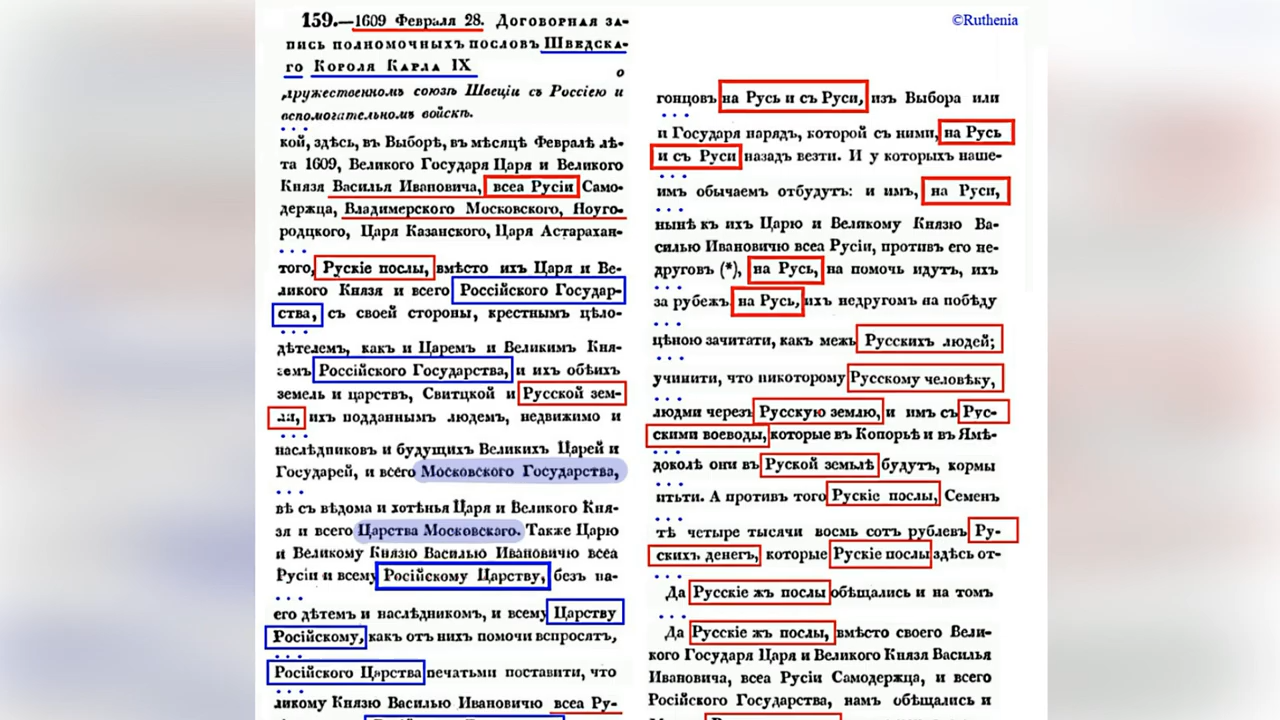 159.—1609 Февраля 28. Договорная за-
пись полномочныхъ пословъ Шведска-
го Короля Карла IX
о
дружественномъ союзѣ Швеціи съ Россіею и
вспомогательномъ войскѣ.
кой, здѣсь, въ Выборѣ, въ мѣсяцѣ Февралѣ лѣ-
та 1609, Великого Государя Царя и Великого
Князя Василья Ивановича, всеа Русіи Само-
держца, Владимерского Московского, Ноуго-
родцкого, Царя Казанского, Царя Астарахан-
того, Рускіе послы, вмѣсто ихъ Царя и Ве-
ликого Князя и всего Россійского Государ-
ства, съ своей стороны, крестнымъ цѣло-
дѣтелемъ, какъ и Царемъ и Великимъ Кня-
земъ Россійского Государства, и ихъ обѣихъ
земель и царствъ, Свитцкой и Русской зем-
ли, ихъ подданнымъ людемъ, недвижимо и
наслѣдниковъ и будущихъ Великихъ Царей и
Государей, и всего Московского Государства,
вѣ съ вѣдома и хотѣнья Царя и Великого Кня-
зя и всего Царства Московскаго. Также Царю
и Великому Князю Василью Ивановичю всеа
Русіи и всему Російскому Царству, безъ на-
его дѣтемъ и наслѣдникомъ, и всему Царству
Російскому, какъ отъ нихъ помочи вспросятъ,
Російского Царства печатьми поставити, что
ликому Князю Василью Ивановичю всеа Ру-
©Ruthenia
гонцовъ на Русь и съ Руси, изъ Выбора или
и Государя нарядъ, которой съ ними, на Русь
и съ Руси назадъ везти. И у которыхъ наше-
имъ обычаемъ отбудутъ: и имъ, на Руси,
нынѣ къ ихъ Царю и Великому Князю Ва-
силью Ивановичю всеа Русіи, противъ его не-
друговъ (*), на Русь, на помочь идутъ, ихъ
за рубежъ на Русь, ихъ недругомъ на побѣду
цѣною зачитати, какъ межь Русскихъ людей;
учинити, что никоторому Русскому человѣку,
людми черезъ Русскую землю, и имъ съ Рус-
скими воеводы, которые въ Копорьѣ и въ Ямѣ-
доколѣ они въ Руской землѣ будутъ, кормы
итьти. А противъ того Рускіе послы, Семенъ
тѣ четыре тысячи восмь сотъ рублевъ Ру-
скихъ денегъ, которые Рускіе послы здѣсь от-
Да Русскіе жъ послы обѣщались и на томъ
Да Русскіе жъ послы, вмѣсто своего Вели-
кого Государя Царя и Великого Князя Василья
Ивановича, всеа Русіи Самодержца, и всего
Російского Государства, намъ обѣщались и